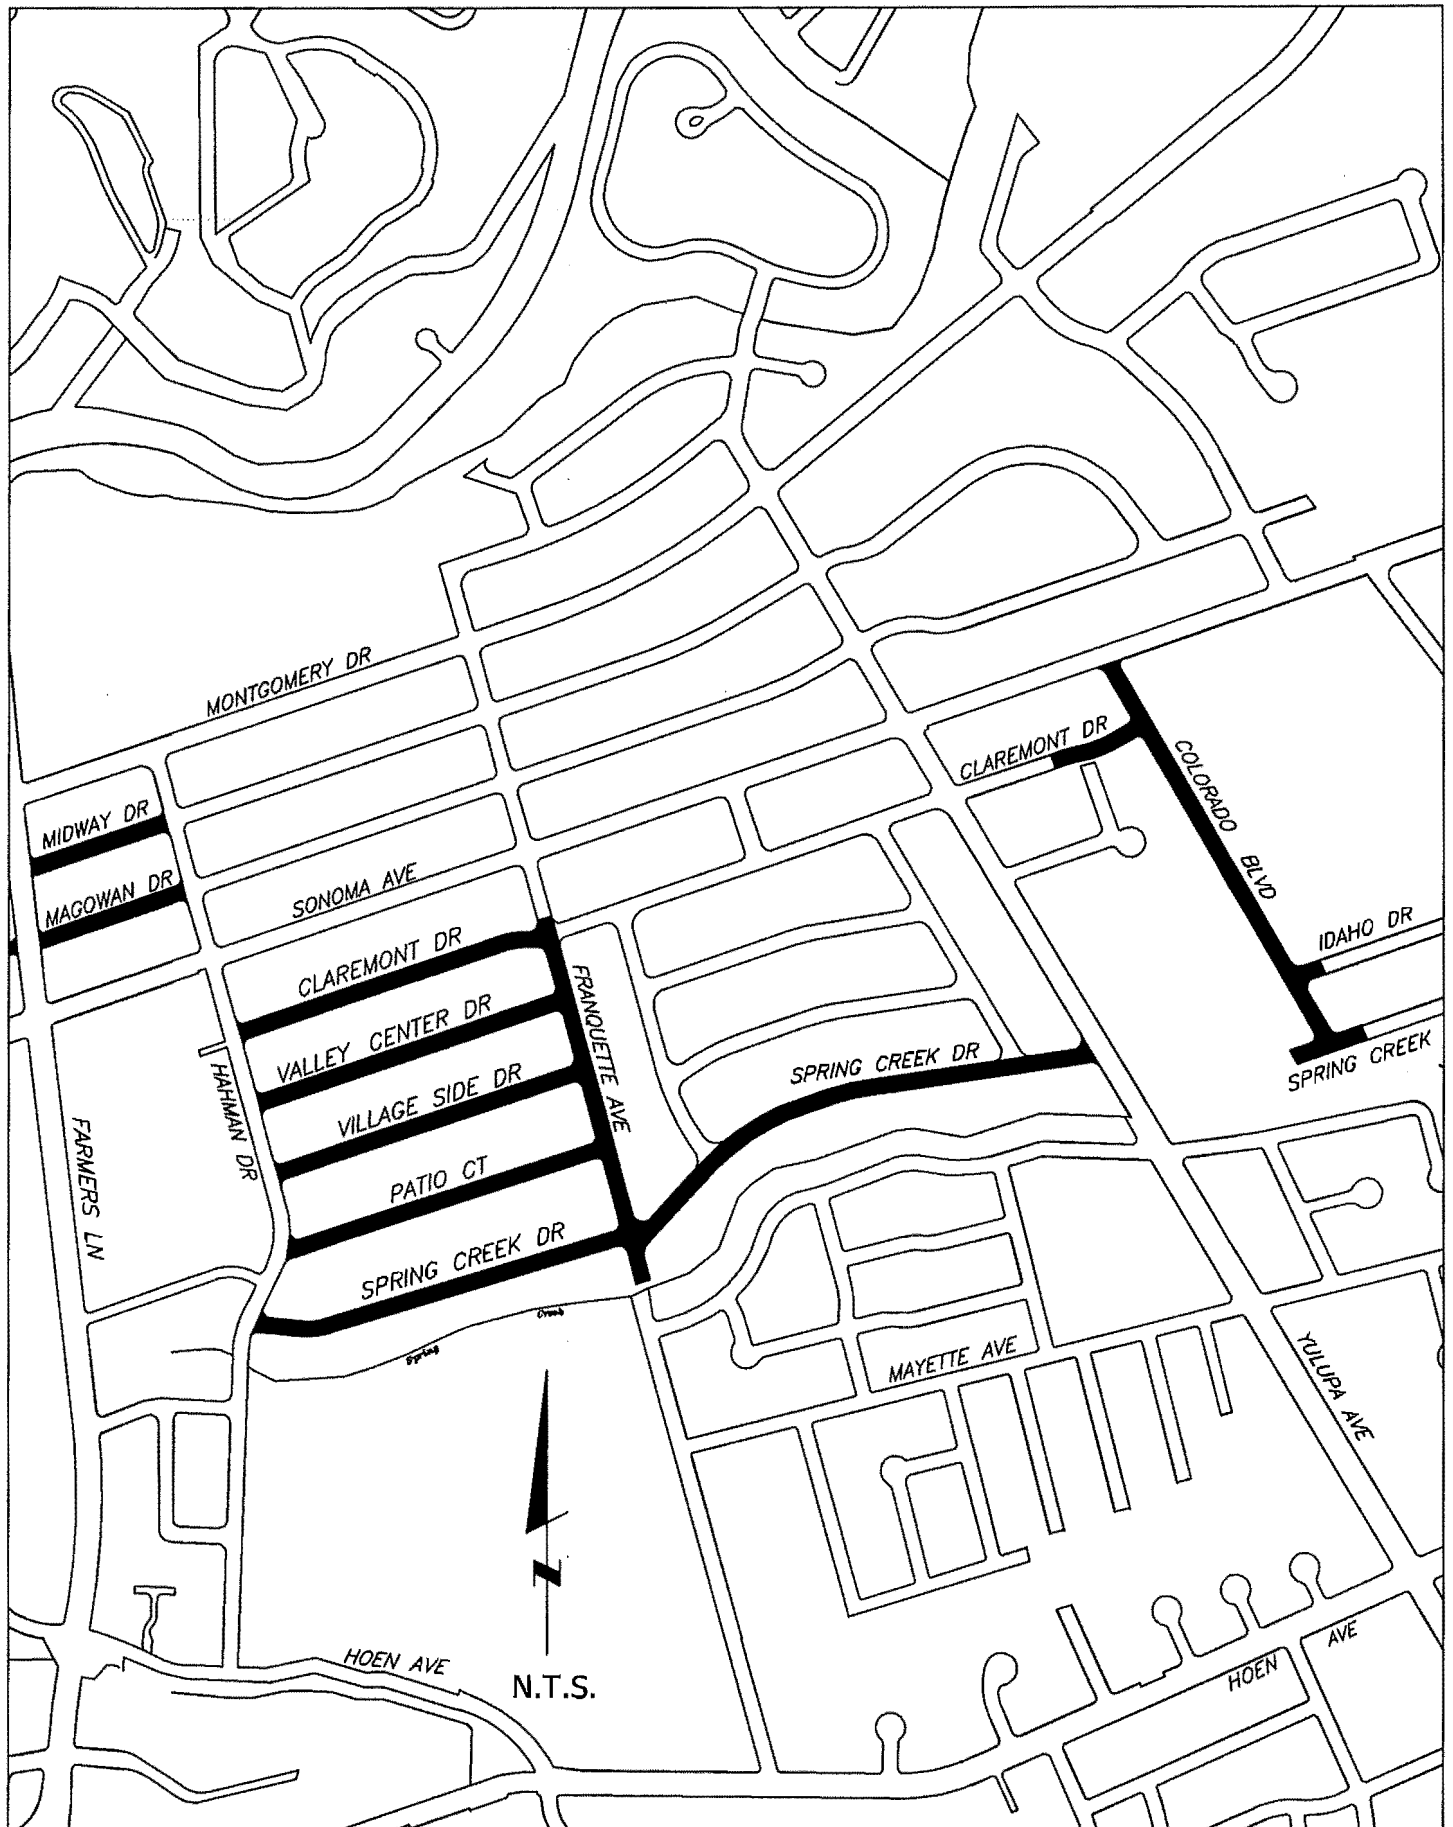 MONTGOMERY DR
CLAREMONT DR
COLORADO BLVD
MIDWAY DR
MAGOWAN DR
SONOMA AVE
IDAHO DR
CLAREMONT DR
FRANQUETTE AVE
VALLEY CENTER DR
SPRING CREEK DR
SPRING CREEK
HAHMAN DR
VILLAGE SIDE DR
FARMERS LN
PATIO CT
SPRING CREEK DR
Creek
Spring
MAYETTE AVE
YULUPA AVE
HOEN AVE
HOEN AVE
N
N.T.S.